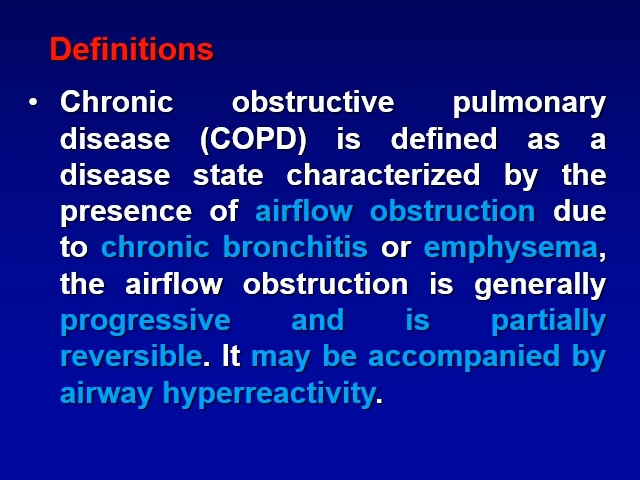 Definitions
• Chronic obstructive pulmonary
disease (COPD) is defined as a
disease state characterized by the
presence of airflow obstruction due
to chronic bronchitis or emphysema,
the airflow obstruction is generally
progressive and is partially
reversible. It may be accompanied by
airway hyperreactivity.